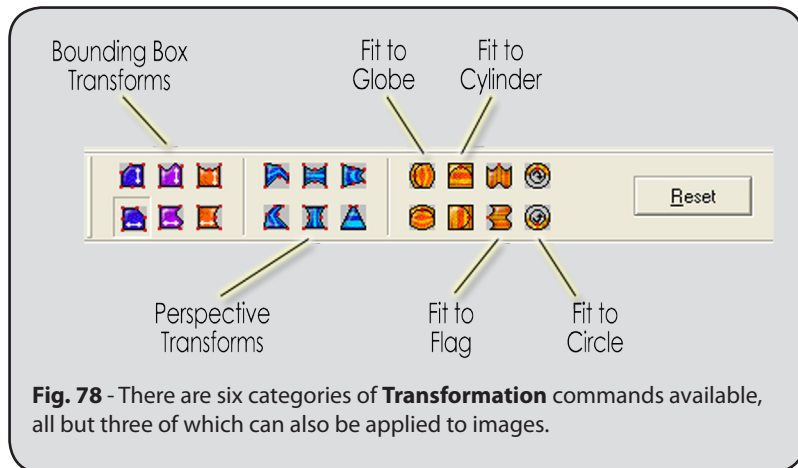 Bounding Box
Transforms
Fit to
Globe
Fit to
Cylinder
Reset
Perspective
Transforms
Fit to
Flag
Fit to
Circle
Fig. 78 - There are six categories of Transformation commands available,
all but three of which can also be applied to images.